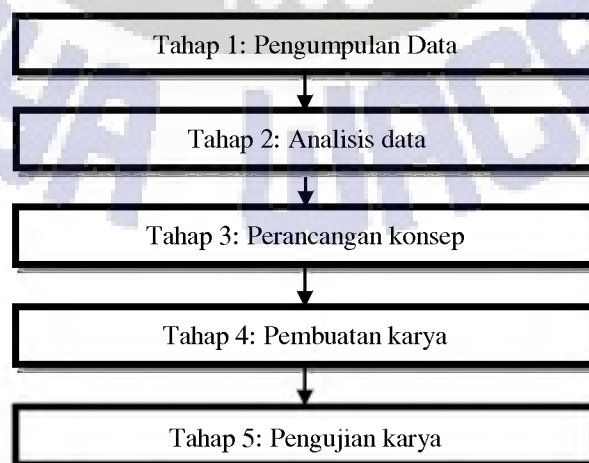 Tahap 1: Pengumpulan Data
Tahap 2: Analisis data
Tahap 3: Perancangan konsep
Tahap 4: Pembuatan karya
Tahap 5: Pengujian karya